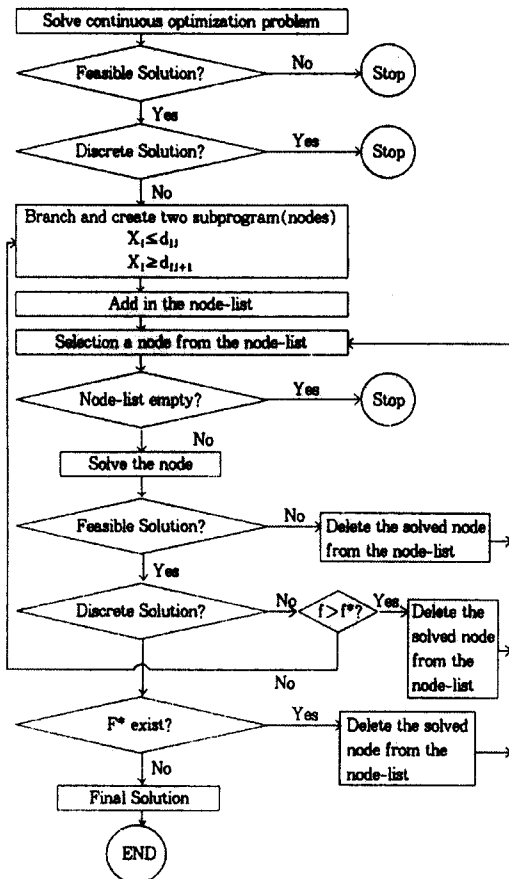 Solve continuous optimization problem
Feasible Solution?
No
Stop
Yes
Discrete Solution?
Yes
Stop
No
Branch and create two subprogram(nodes)
X_i ≤ d_ij
X_i ≥ d_ij+1
Add in the node-list
Selection a node from the node-list
Node-list empty?
Yes
Stop
No
Solve the node
Feasible Solution?
No
Delete the solved node
from the node-list
Yes
Discrete Solution?
No
f > f*?
Yes
Delete the
solved node
from the
node-list
No
F* exist?
Yes
Delete the solved
node from the
node-list
No
Final Solution
END